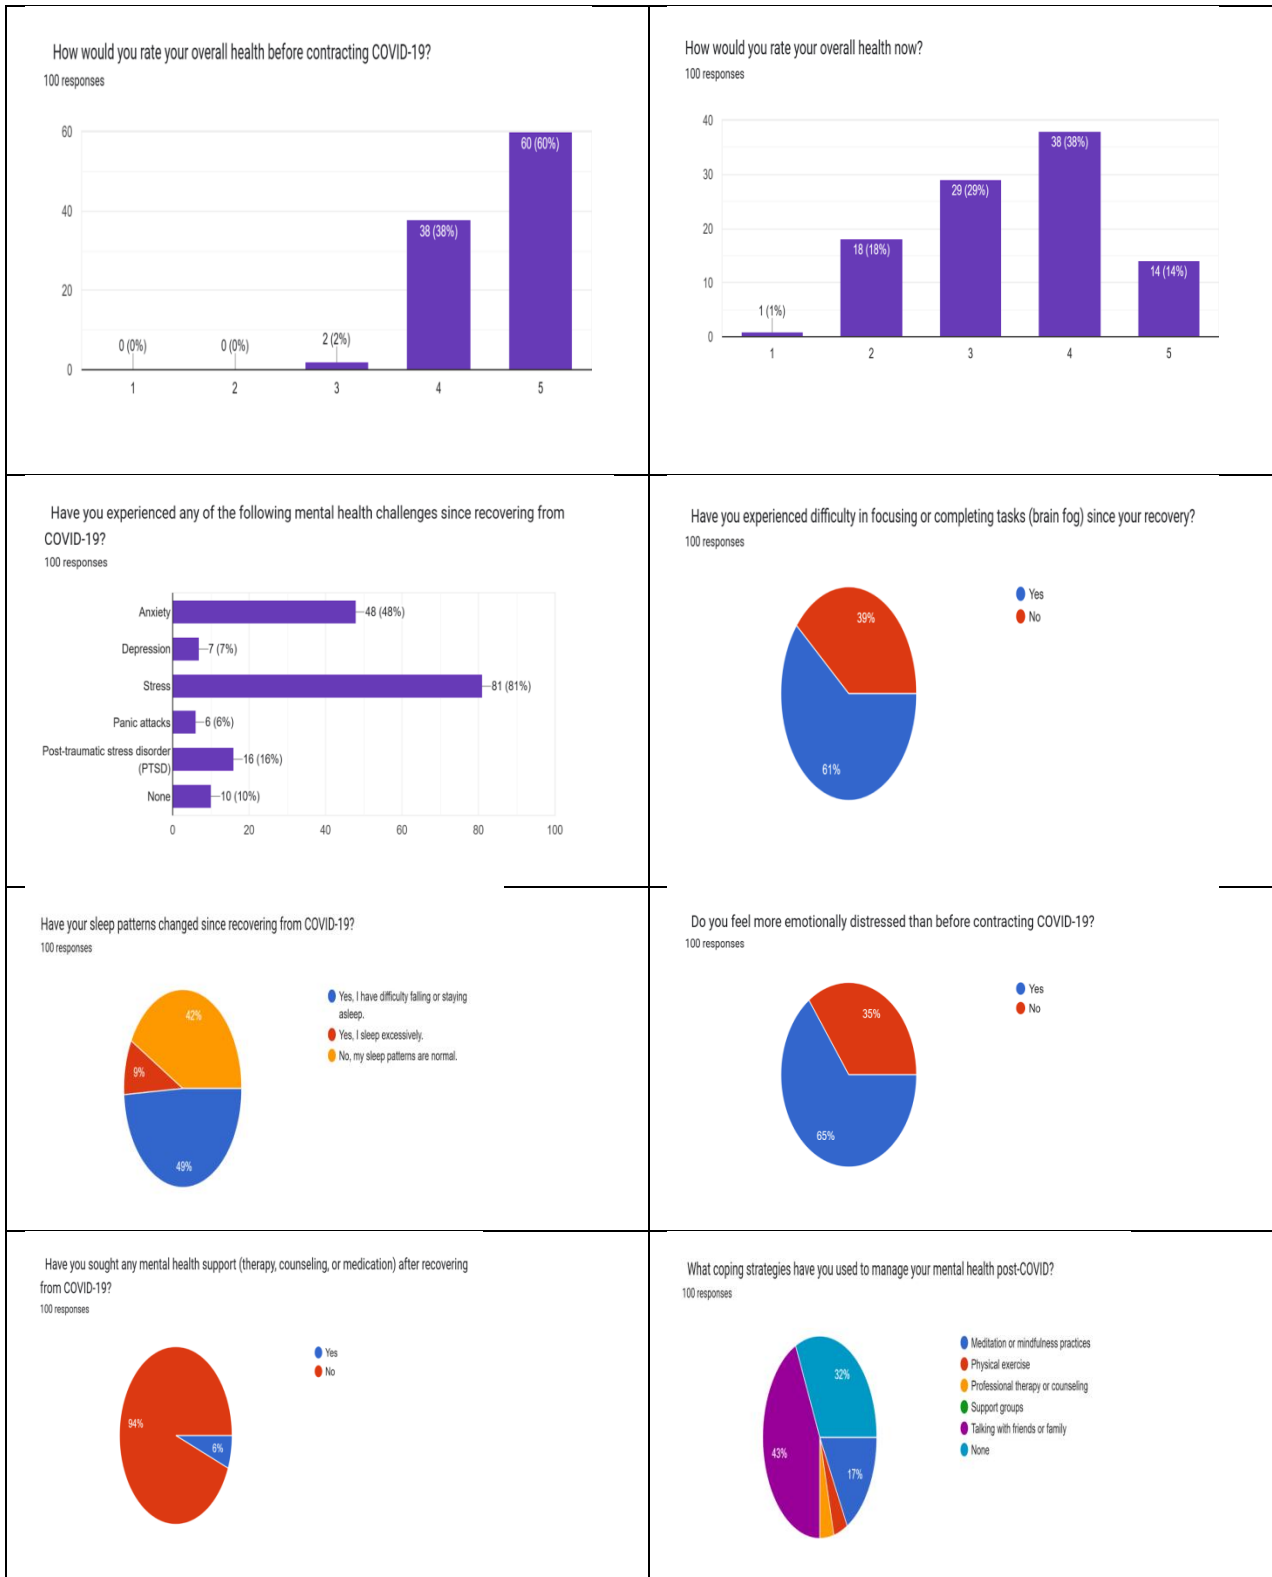 How would you rate your overall health before contracting COVID-19?
100 responses
60
40
20
0
0 (0%)
0 (0%)
2 (2%)
38 (38%)
60 (60%)
1
2
3
4
5
How would you rate your overall health now?
100 responses
40
30
20
10
0
1 (1%)
18 (18%)
29 (29%)
38 (38%)
14 (14%)
1
2
3
4
5
Have you experienced any of the following mental health challenges since recovering from
COVID-19?
100 responses
Anxiety
48 (48%)
Depression
7 (7%)
Stress
81 (81%)
Panic attacks
6 (6%)
Post-traumatic stress disorder
(PTSD)
16 (16%)
None
10 (10%)
0
20
40
60
80
100
Have you experienced difficulty in focusing or completing tasks (brain fog) since your recovery?
100 responses
39%
61%
Yes
No
Have your sleep patterns changed since recovering from COVID-19?
100 responses
42%
9%
49%
Yes, I have difficulty falling or staying
asleep.
Yes, I sleep excessively.
No, my sleep patterns are normal.
Do you feel more emotionally distressed than before contracting COVID-19?
100 responses
35%
65%
Yes
No
Have you sought any mental health support (therapy, counseling, or medication) after recovering
from COVID-19?
100 responses
94%
6%
Yes
No
What coping strategies have you used to manage your mental health post-COVID?
100 responses
32%
43%
17%
Meditation or mindfulness practices
Physical exercise
Professional therapy or counseling
Support groups
Talking with friends or family
None